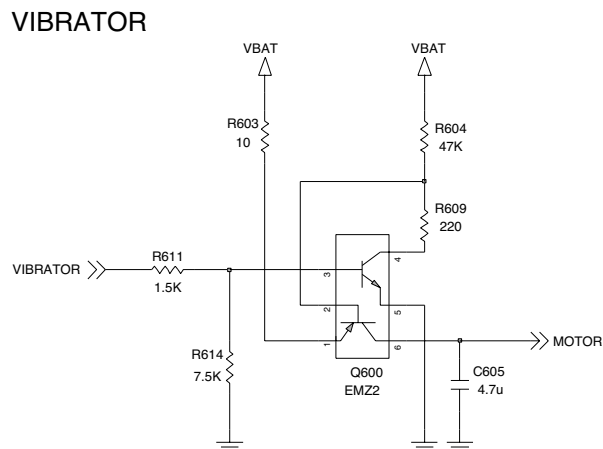 VIBRATOR
VBAT
VBAT
R603
10
R604
47K
R609
220
VIBRATOR
R611
1.5K
3
4
2
5
1
6
MOTOR
R614
7.5K
Q600
EMZ2
C605
4.7u